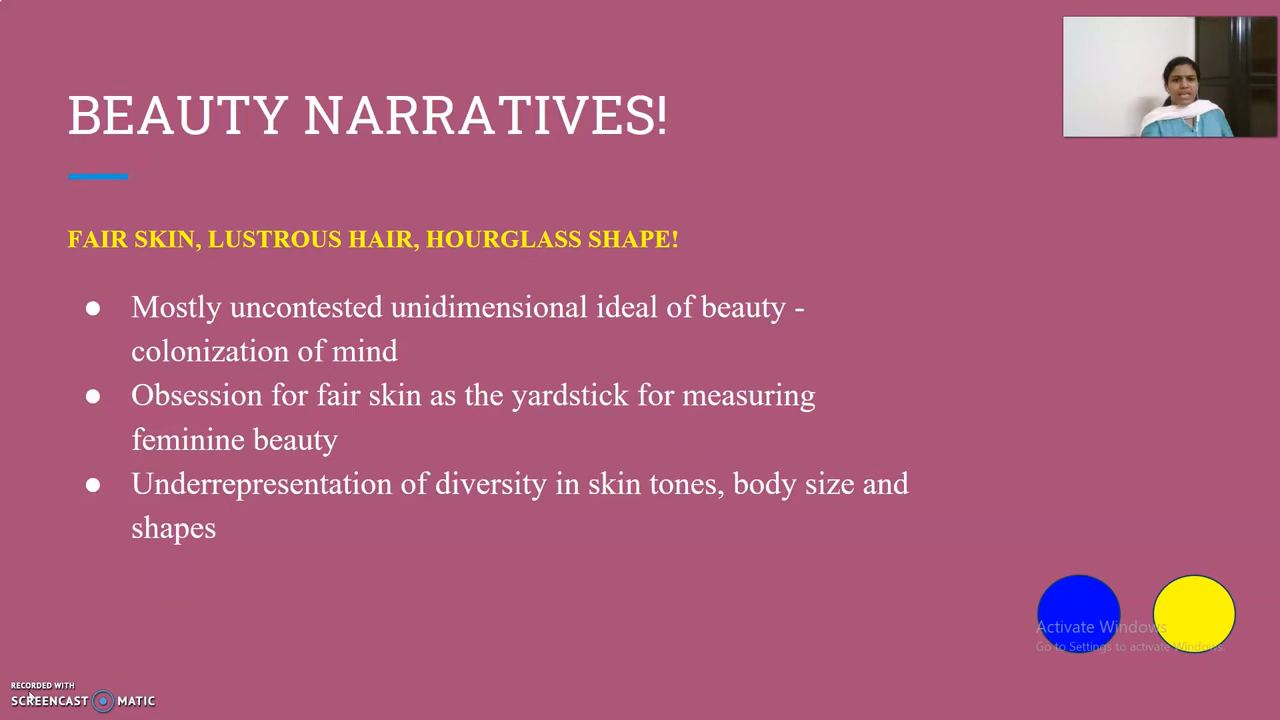 BEAUTY NARRATIVES!
FAIR SKIN, LUSTROUS HAIR, HOURGLASS SHAPE!
● Mostly uncontested unidimensional ideal of beauty -
colonization of mind
● Obsession for fair skin as the yardstick for measuring
feminine beauty
● Underrepresentation of diversity in skin tones, body size and
shapes
Activate Windows
Go to Settings to activate Windows.
RECORDED WITH
SCREENCAST MATIC